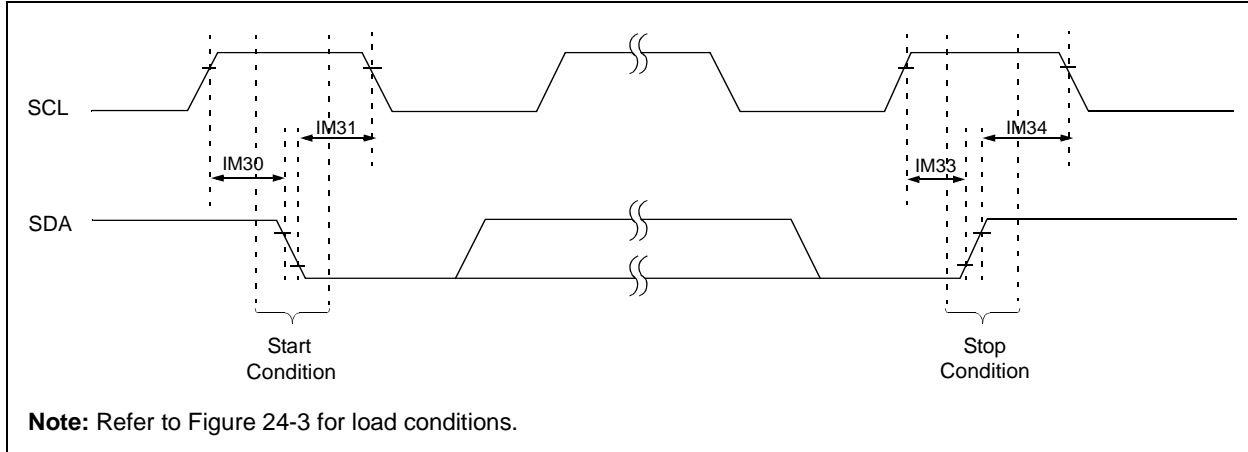 SCL
IM31
IM34
IM30
IM33
SDA
Start
Condition
Stop
Condition
Note: Refer to Figure 24-3 for load conditions.